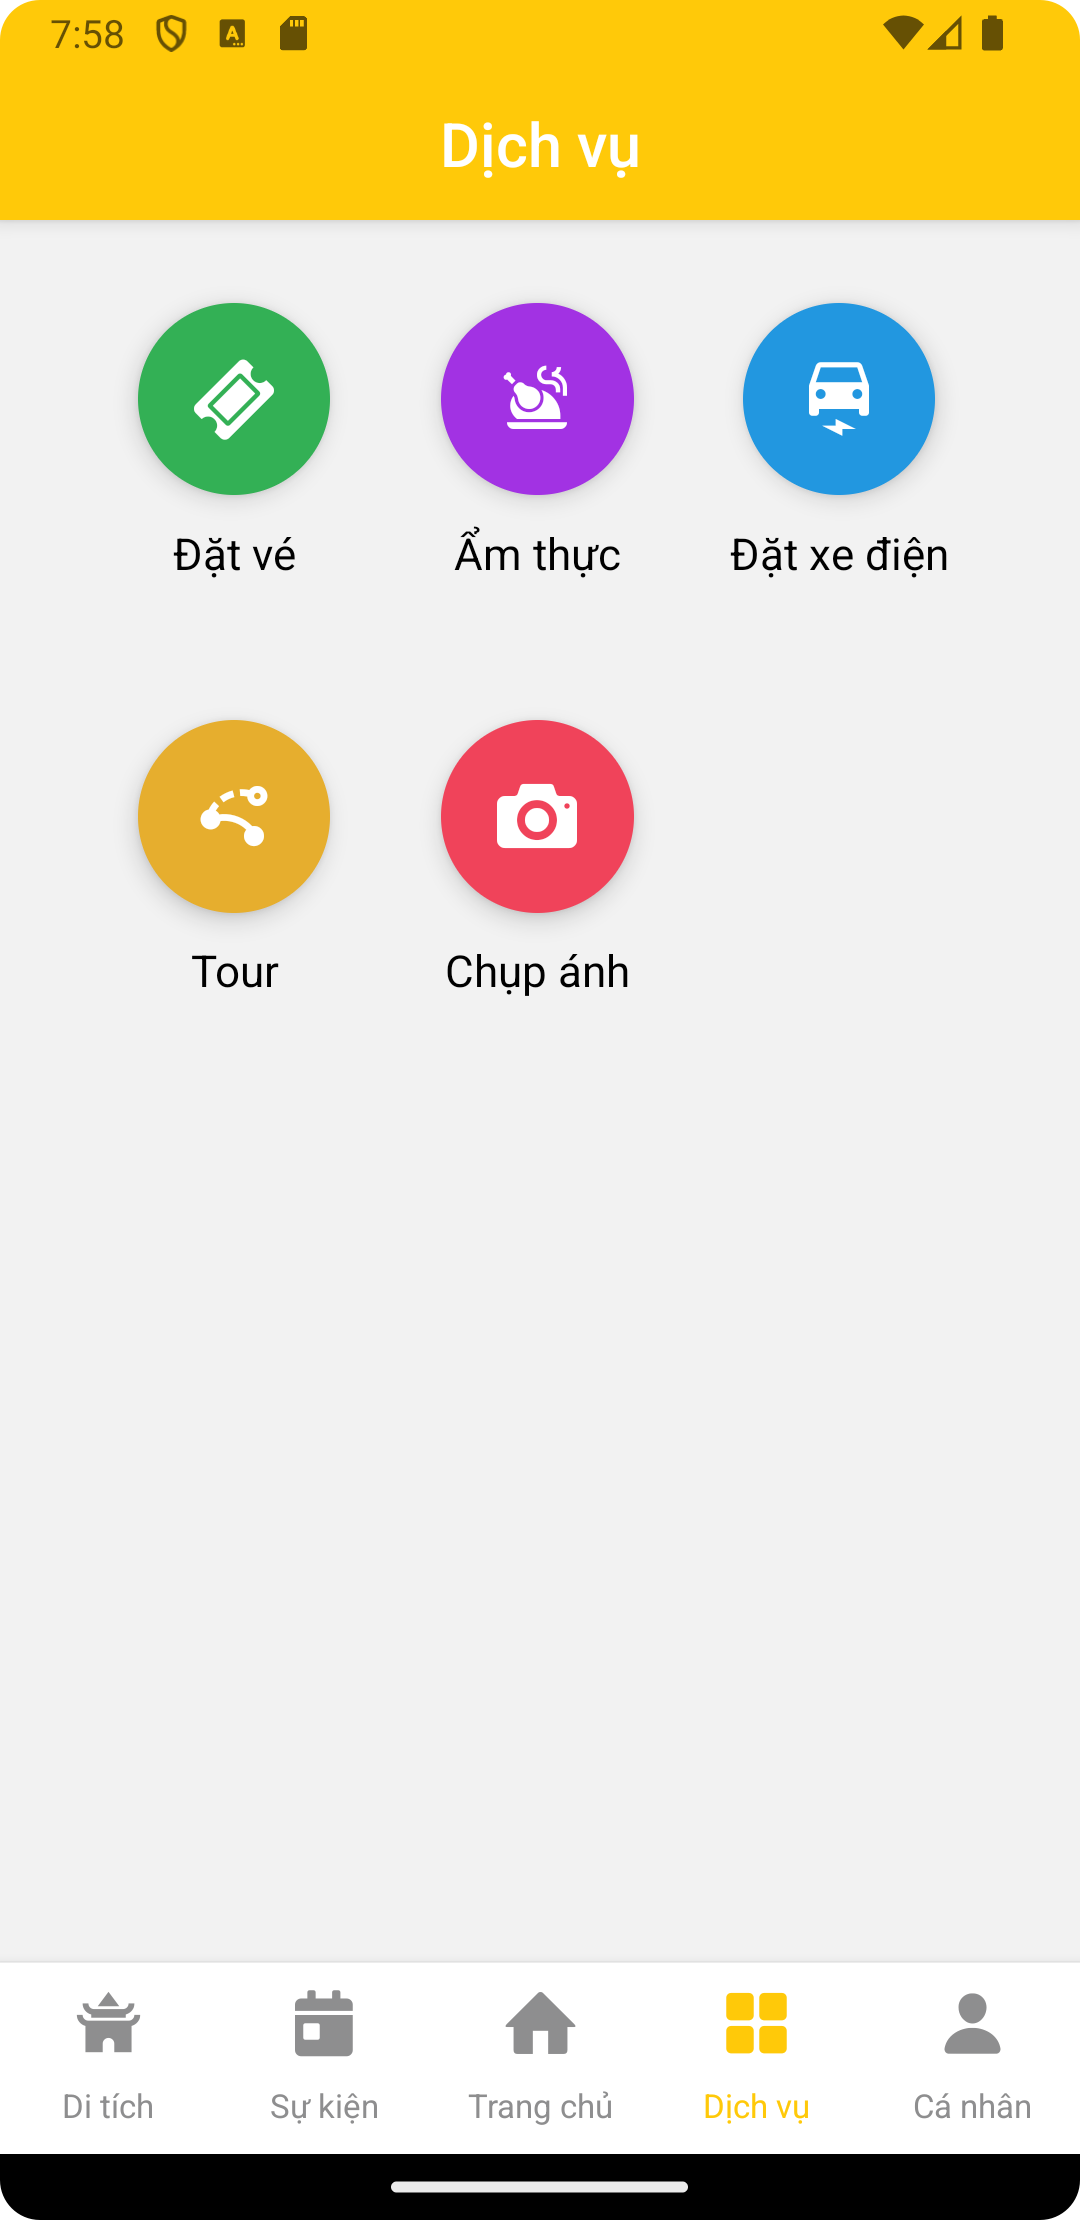 7:58
Dịch vụ
Đặt vé
Ẩm thực
Đặt xe điện
Tour
Chụp ánh
Di tích
Sự kiện
Trang chủ
Dịch vụ
Cá nhân